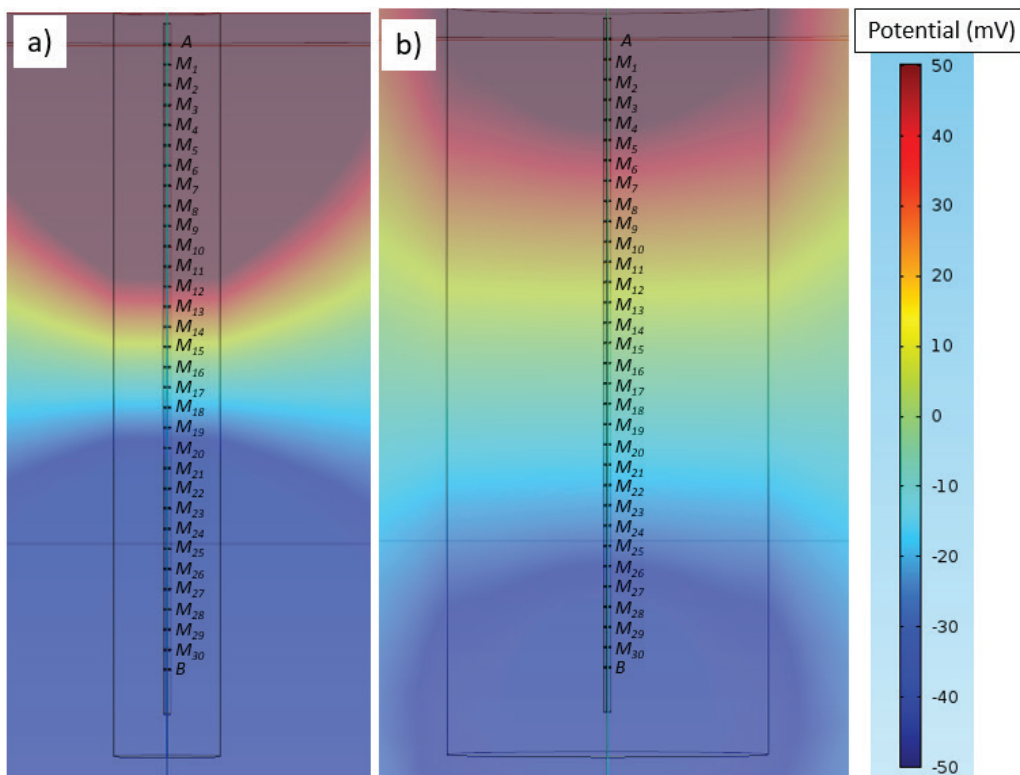 a)
A
M1
M2
M3
M4
M5
M6
M7
M8
M9
M10
M11
M12
M13
M14
M15
M16
M17
M18
M19
M20
M21
M22
M23
M24
M25
M26
M27
M28
M29
M30
B
b)
A
M1
M2
M3
M4
M5
M6
M7
M8
M9
M10
M11
M12
M13
M14
M15
M16
M17
M18
M19
M20
M21
M22
M23
M24
M25
M26
M27
M28
M29
M30
B
Potential (mV)
50
40
30
20
10
0
-10
-20
-30
-40
-50